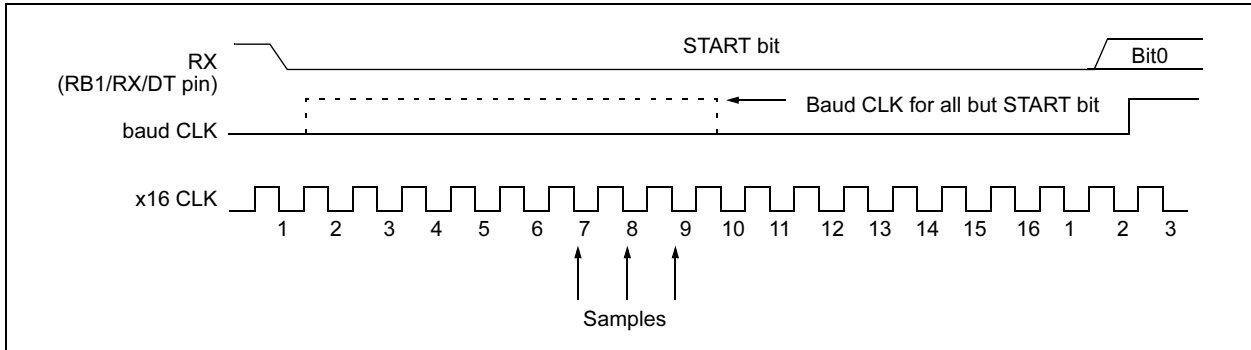 START bit
RX
(RB1/RX/DT pin)
Bit0
Baud CLK for all but START bit
baud CLK
x16 CLK
1 2 3 4 5 6 7 8 9 10 11 12 13 14 15 16 1 2 3
Samples